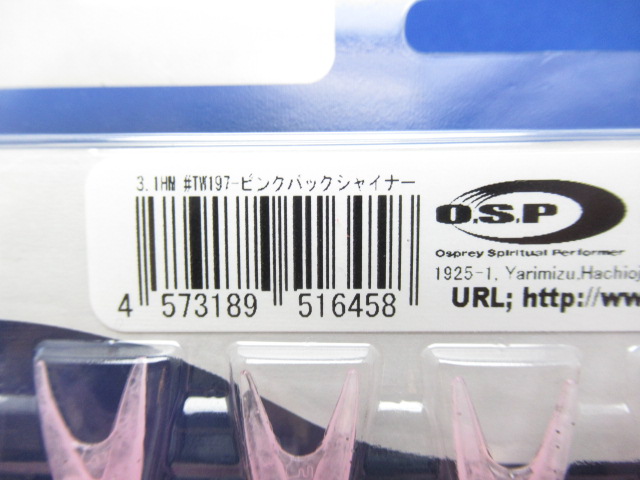 3.1HM #TW197-ピンクバックシャイナー
4 573189 516458
O.S.P
Osprey Spiritual Performer
1925-1, Yarimizu,Hachioj
URL; http://ww